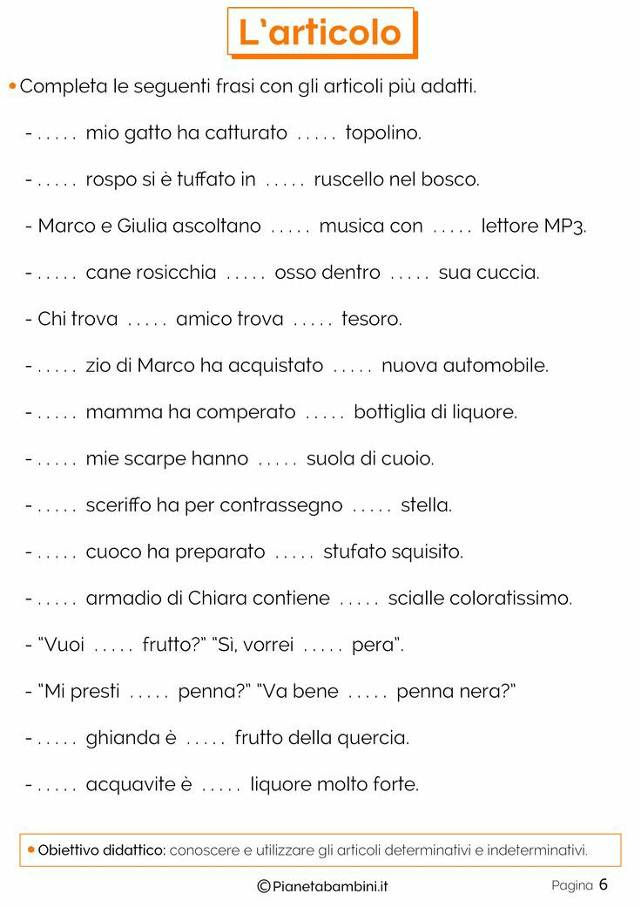 L'articolo
• Completa le seguenti frasi con gli articoli più adatti.
- ..... mio gatto ha catturato ..... topolino.
- ..... rospo si è tuffato in ..... ruscello nel bosco.
- Marco e Giulia ascoltano ..... musica con ..... lettore MP3.
- ..... cane rosicchia ..... osso dentro ..... sua cuccia.
- Chi trova ..... amico trova ..... tesoro.
- ..... zio di Marco ha acquistato ..... nuova automobile.
- ..... mamma ha comperato ..... bottiglia di liquore.
- ..... mie scarpe hanno ..... suola di cuoio.
- ..... sceriffo ha per contrassegno ..... stella.
- ..... cuoco ha preparato ..... stufato squisito.
- ..... armadio di Chiara contiene ..... scialle coloratissimo.
- "Vuoi ..... frutto?" "Sì, vorrei ..... pera".
- "Mi presti ..... penna?" "Va bene ..... penna nera?"
- ..... ghianda è ..... frutto della quercia.
- ..... acquavite è ..... liquore molto forte.
• Obiettivo didattico: conoscere e utilizzare gli articoli determinativi e indeterminativi.
©Pianetabambini.it
Pagina 6